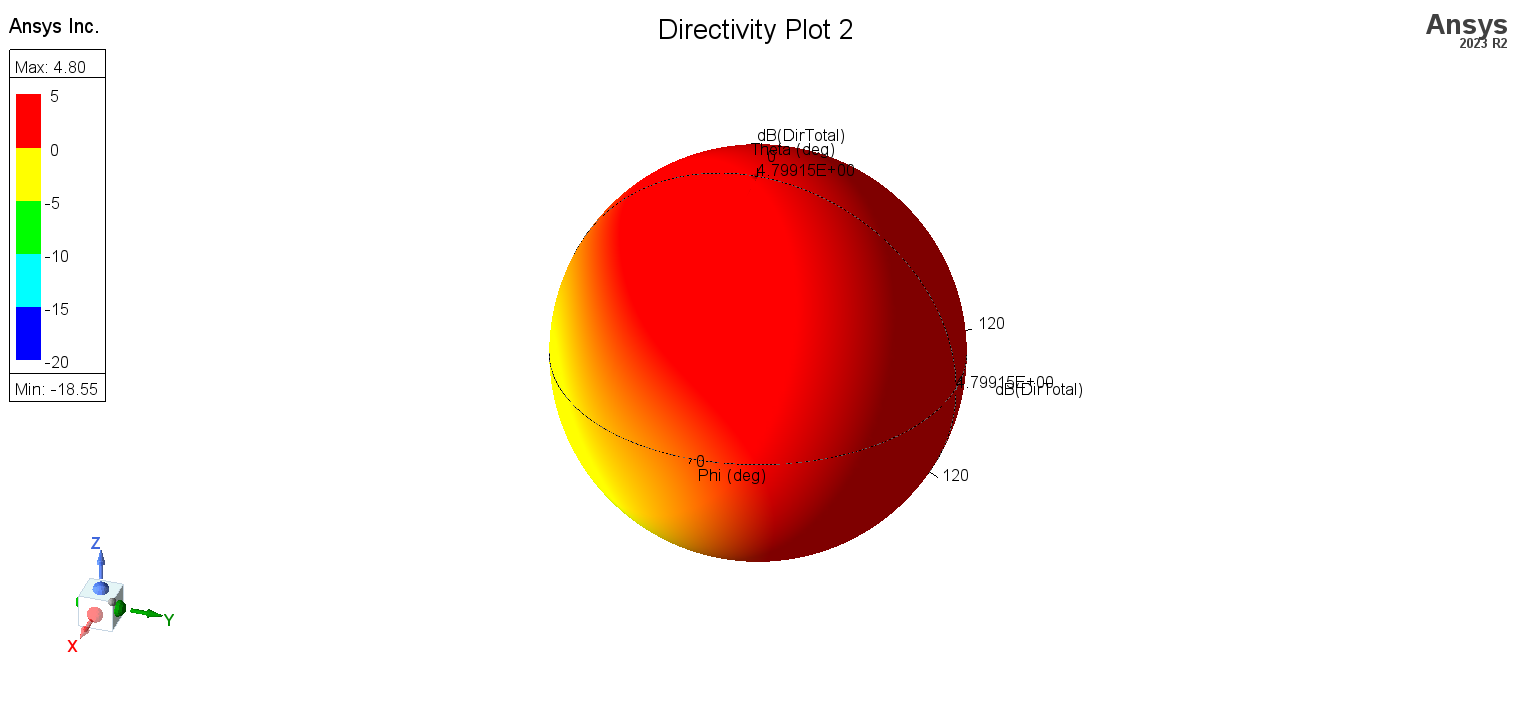 Ansys Inc.
Directivity Plot 2
Ansys
2023 R2
Max: 4.80
5
0
-5
-10
-15
-20
Min: -18.55
dB(DirTotal)
Theta (deg)
0
4.79915E+00
120
4.79915E+00
dB(DirTotal)
0
Phi (deg)
120
Z
Y
X